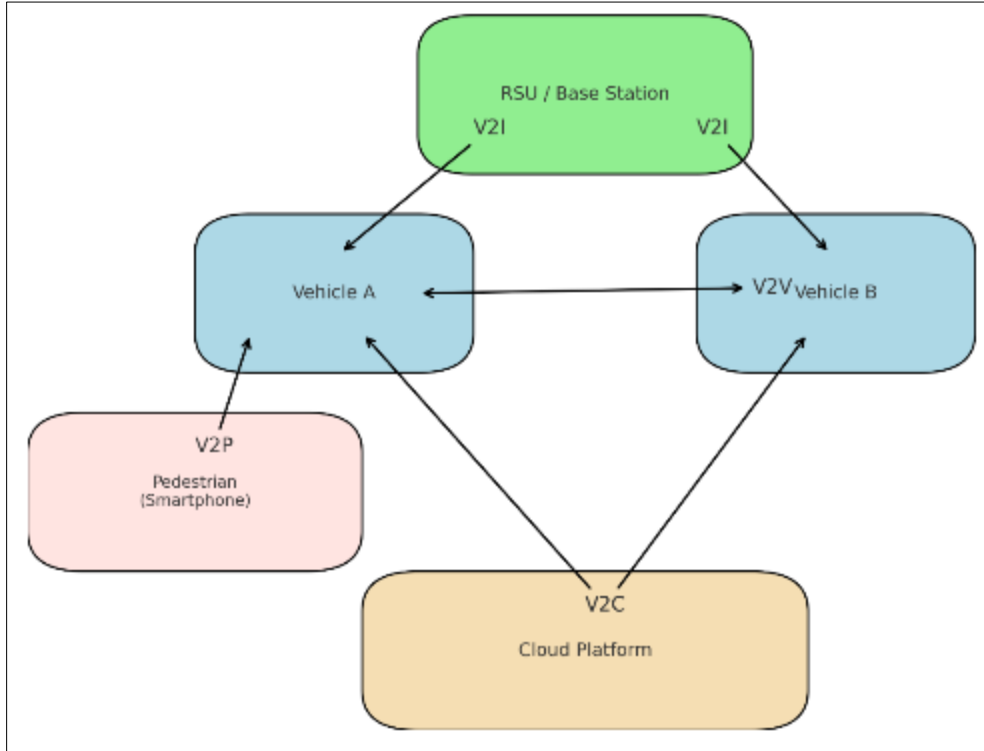 RSU / Base Station
V2I
V2I
Vehicle A
V2V
Vehicle B
V2P
Pedestrian
(Smartphone)
V2C
Cloud Platform